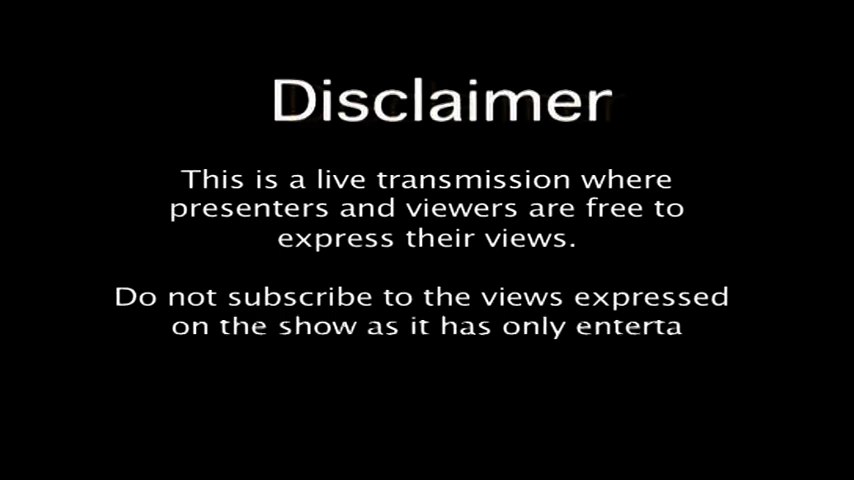 Disclaimer
This is a live transmission where
presenters and viewers are free to
express their views.
Do not subscribe to the views expressed
on the show as it has only enterta